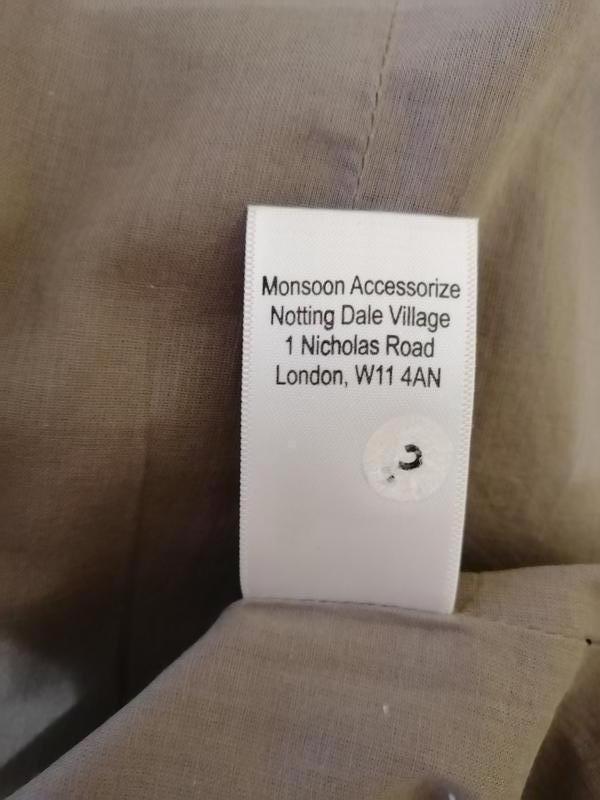 Monsoon Accessorize
Notting Dale Village
1 Nicholas Road
London, W11 4AN